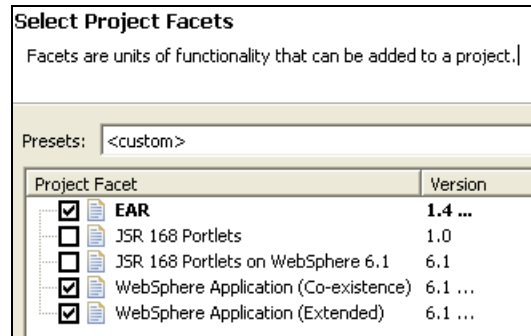 Select Project Facets
Facets are units of functionality that can be added to a project.
Presets: <custom>
Project Facet Version
EAR 1.4 ...
JSR 168 Portlets 1.0
JSR 168 Portlets on WebSphere 6.1 6.1
WebSphere Application (Co-existence) 6.1 ...
WebSphere Application (Extended) 6.1 ...